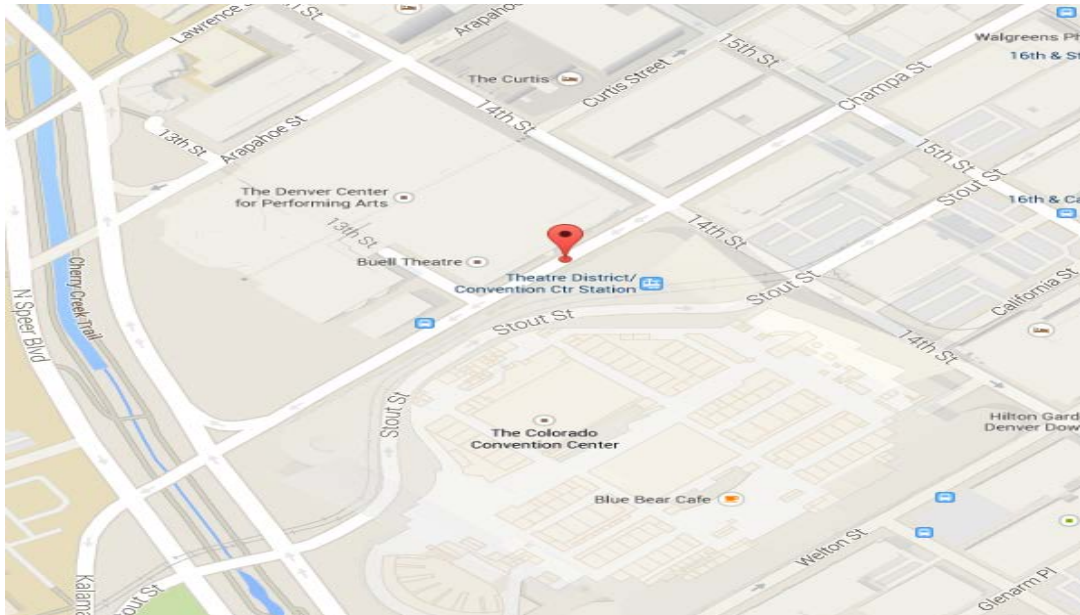 Lawrence
Arapahoe
15th St
Walgreens Ph
16th & St
The Curtis
Curtis Street
Champa St
14th St
13th St
Arapahoe St
15th St
Stout St
The Denver Center
for Performing Arts
16th & Ca
13th St
14th St
Buell Theatre
Theatre District/
Convention Ctr Station
Cherry Creek Trail
N Speer Blvd
Stout St
Stout St
California St
14th St
Stout St
The Colorado
Convention Center
Hilton Gard
Denver Dow
Blue Bear Cafe
Welton St
Kalama
out St
Glenarm Pl